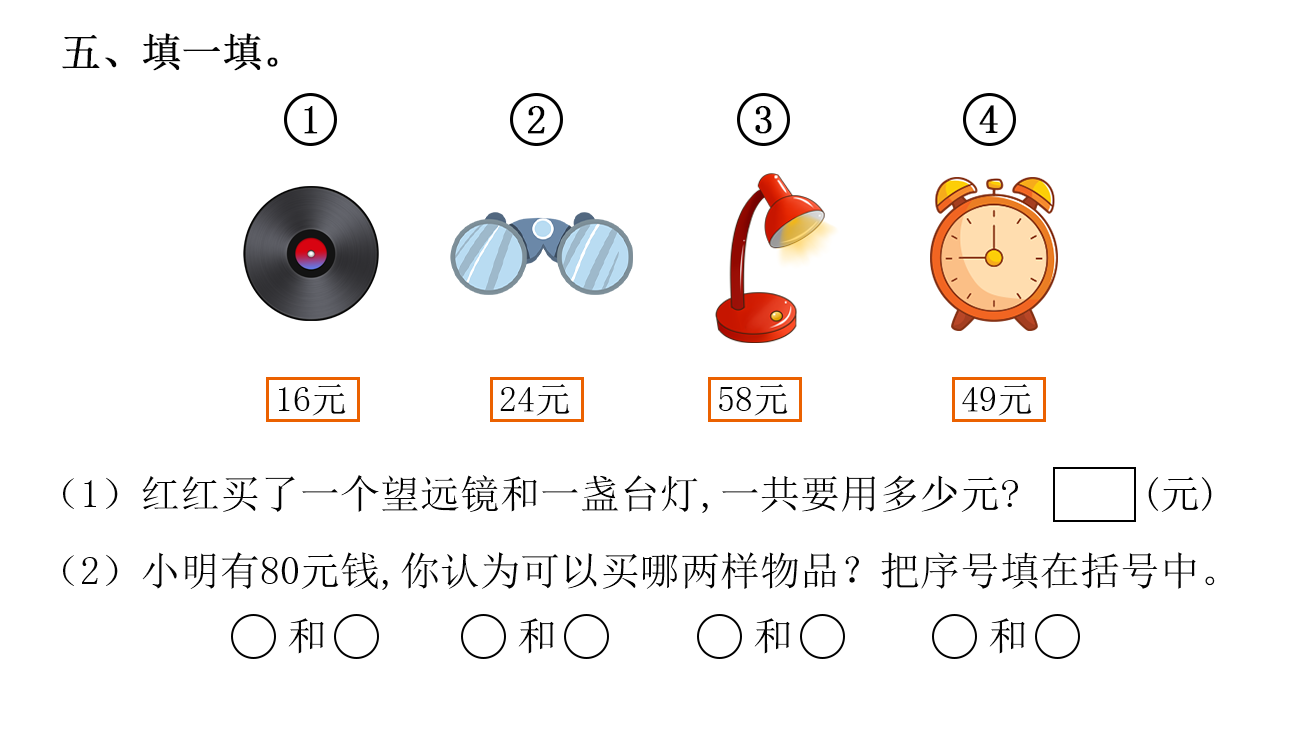 五、填一填。
① ② ③ ④
16元 24元 58元 49元
（1）红红买了一个望远镜和一盏台灯,一共要用多少元? (元)
（2）小明有80元钱,你认为可以买哪两样物品？把序号填在括号中。
和 和 和 和